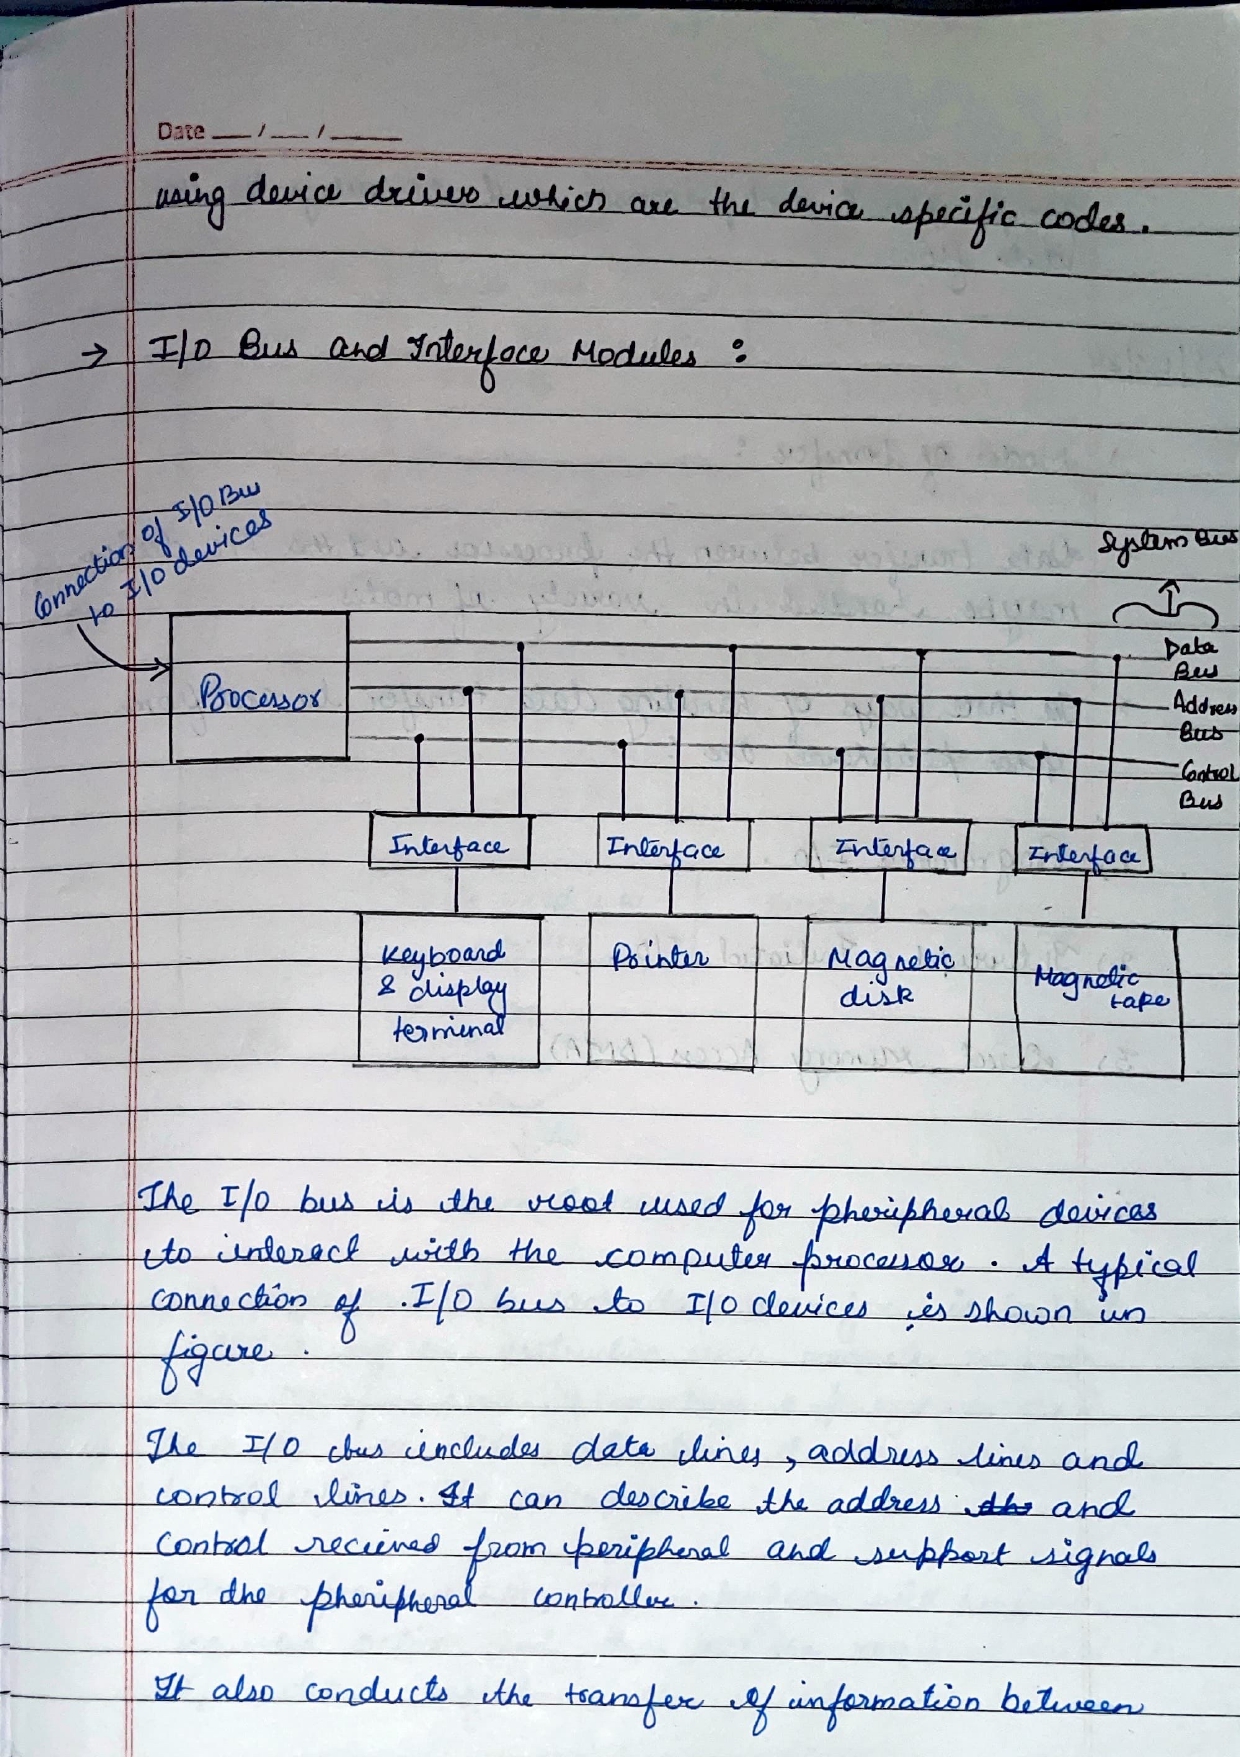 Date __/__/____
using device drivers which are the device specific codes.
→ I/O Bus and Interface Modules :
Connection of I/O Bus
to I/O devices
System Bus
Processor
Data
Bus
Address
Bus
Control
Bus
Interface Interface Interface Interface
Keyboard
& display
terminal
Printer
Magnetic
disk
Magnetic
tape
The I/O bus is the root used for pheripheral devices
to interact with the computer processor. A typical
connection of I/O bus to I/O devices is shown in
figure.
The I/O bus includes data lines, address lines and
control lines. It can describe the address the and
control recieved from peripheral and support signals
for the pheripheral controller.
It also conducts the transfer of information between